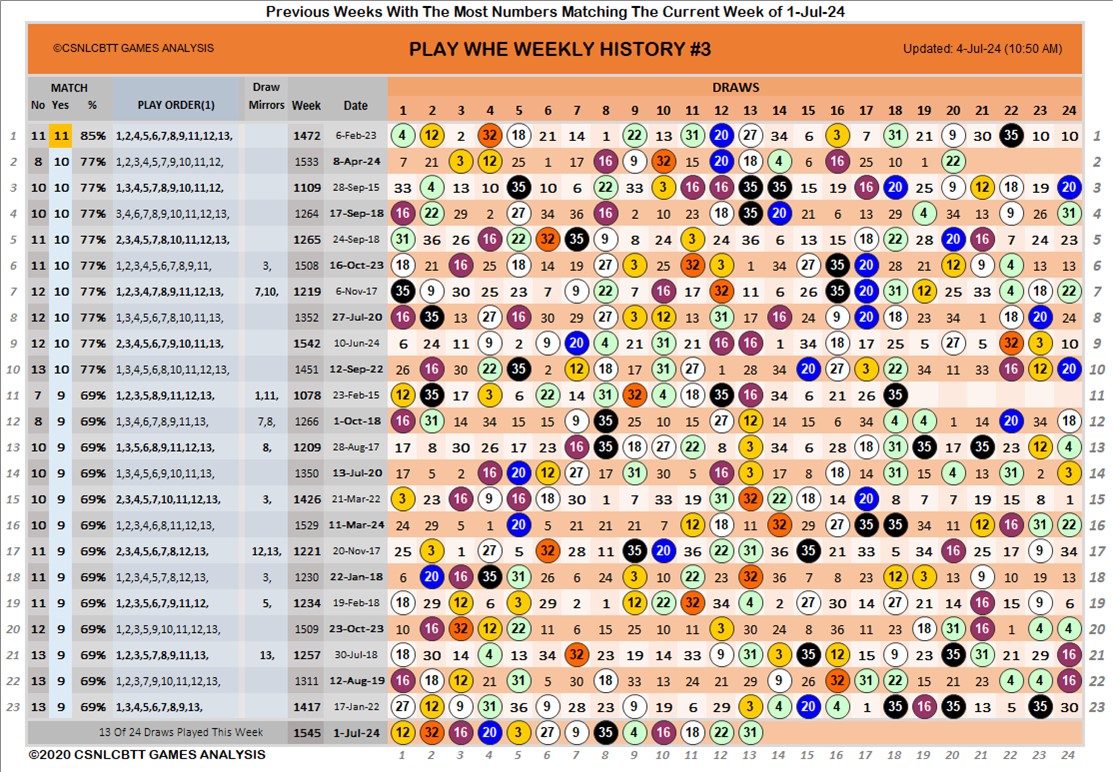 Previous Weeks With The Most Numbers Matching The Current Week of 1-Jul-24
©CSNLCBTT GAMES ANALYSIS PLAY WHE WEEKLY HISTORY #3 Updated: 4-Jul-24 (10:50 AM)
MATCH Draw DRAWS
No Yes % PLAY ORDER(1) Mirrors Week Date 1 2 3 4 5 6 7 8 9 10 11 12 13 14 15 16 17 18 19 20 21 22 23 24
1 11 11 85% 1,2,3,4,5,6,7,8,9,11,12,13, 1472 6-Feb-23 4 12 2 32 18 21 14 1 22 13 31 20 27 34 16 3 7 31 21 9 30 35 10 10 1
2 8 10 77% 1,2,3,4,5,7,9,10,11,12, 1533 8-Apr-24 7 21 3 12 25 1 17 16 9 32 15 20 18 4 6 16 25 10 1 22 2
3 10 10 77% 1,3,4,5,7,8,9,10,11,12, 1109 28-Sep-15 33 4 13 10 35 10 6 22 33 3 16 16 35 35 15 19 16 20 25 9 12 18 19 20 3
4 10 10 77% 3,4,6,7,8,9,10,11,12,13, 1264 17-Sep-18 16 22 29 2 27 34 36 16 2 10 23 18 35 20 21 6 13 29 4 34 13 9 26 31 4
5 11 10 77% 2,3,4,5,7,8,10,11,12,13, 1265 24-Sep-18 31 36 26 16 22 32 35 9 8 24 3 24 36 6 13 15 18 22 28 20 16 7 24 23 5
6 11 10 77% 1,2,3,4,5,6,7,8,9,11, 3, 1508 16-Oct-23 18 21 16 25 18 14 19 27 3 25 32 3 1 34 27 35 20 28 21 12 9 4 13 13 6
7 12 10 77% 1,2,3,4,7,8,9,11,12,13, 7,10, 1219 6-Nov-17 35 9 30 25 23 7 9 22 7 16 17 32 11 6 26 35 20 31 12 25 33 4 18 22 7
8 12 10 77% 1,3,4,5,6,7,8,9,10,11, 1352 27-Jul-20 16 35 13 27 16 30 29 27 3 12 13 31 17 16 24 9 20 18 23 34 1 18 20 24 8
9 12 10 77% 2,3,4,5,6,7,9,10,11,13, 1542 10-Jun-24 6 24 11 9 2 9 20 4 21 31 21 16 16 1 34 18 17 9 25 5 27 5 32 3 10 9
10 13 10 77% 1,3,4,5,6,8,10,11,12,13, 1451 12-Sep-22 26 16 30 22 35 2 12 18 17 31 27 1 28 34 20 27 3 22 34 11 33 16 12 20 10
11 7 9 69% 1,2,3,5,8,9,11,12,13, 1,11, 1078 23-Feb-15 12 35 17 3 6 22 14 31 32 4 18 35 16 34 6 21 26 35 11
12 8 9 69% 1,3,4,6,7,8,9,11,13, 7,8, 1266 1-Oct-18 16 31 14 34 15 15 9 35 25 10 15 27 12 14 15 6 34 4 4 1 14 20 34 18 12
13 10 9 69% 1,3,5,6,8,9,11,12,13, 8, 1209 28-Aug-17 17 8 30 26 17 23 16 35 18 27 22 8 3 34 6 28 18 31 35 17 35 23 12 4 13
14 10 9 69% 1,3,4,5,6,9,10,11,13, 1350 13-Jul-20 17 5 2 16 20 12 27 17 31 30 5 16 3 17 8 18 14 31 15 4 13 31 2 3 14
15 10 9 69% 2,3,4,5,7,10,11,12,13, 3, 1426 21-Mar-22 3 23 16 9 16 18 30 1 7 33 19 31 32 22 18 14 20 8 7 7 19 15 8 1 15
16 10 9 69% 1,2,3,4,6,8,11,12,13, 1529 11-Mar-24 24 29 5 1 20 5 21 21 21 7 12 18 11 32 29 27 35 35 34 11 12 16 31 22 16
17 11 9 69% 2,3,4,5,6,7,8,12,13, 12,13, 1221 20-Nov-17 25 3 1 27 5 32 28 11 35 20 36 22 31 15 35 21 33 5 34 16 25 17 9 34 17
18 11 9 69% 1,2,3,4,5,7,8,12,13, 3, 1230 22-Jan-18 6 20 16 35 31 26 6 24 3 10 22 23 32 36 7 8 23 12 3 13 9 10 19 13 18
19 11 9 69% 1,2,3,5,6,7,9,11,12, 5, 1234 19-Feb-18 18 29 12 6 3 29 2 1 12 22 32 34 4 2 27 30 14 27 21 14 16 15 9 6 19
20 12 9 69% 1,2,3,5,9,10,11,12,13, 1509 23-Oct-23 10 16 32 12 22 11 6 15 25 10 11 3 30 24 8 36 11 23 18 31 16 1 4 4 20
21 13 9 69% 1,2,3,5,7,8,9,11,13, 13, 1257 30-Jul-18 18 30 14 4 13 34 32 23 19 14 33 9 31 3 35 12 15 9 23 35 31 21 29 16 21
22 13 9 69% 1,2,3,7,9,10,11,12,13, 1311 12-Aug-19 16 18 12 21 31 5 30 18 33 13 24 21 29 9 26 32 31 22 15 21 23 4 4 16 22
23 13 9 69% 1,3,4,5,6,7,8,9,13, 1417 17-Jan-22 27 12 9 31 36 9 28 23 9 19 6 29 3 4 20 4 1 35 16 35 13 5 35 30 23
13 Of 24 Draws Played This Week 1545 1-Jul-24 12 32 16 20 3 27 9 35 4 16 18 22 31
©2020 CSNLCBTT GAMES ANALYSIS 1 2 3 4 5 6 7 8 9 10 11 12 13 14 15 16 17 18 19 20 21 22 23 24